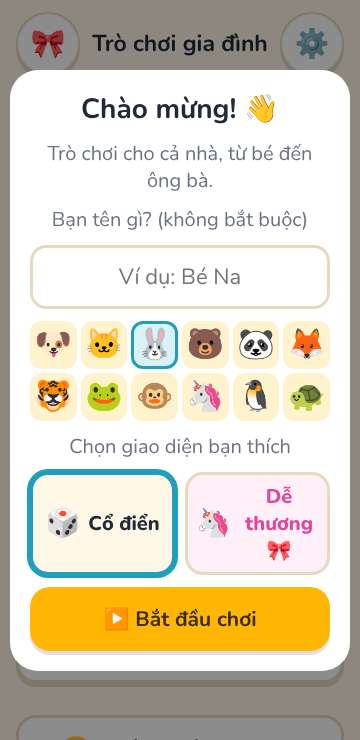 Trò chơi gia đình
Chào mừng! 👋
Trò chơi cho cả nhà, từ bé đến
ông bà.
Bạn tên gì? (không bắt buộc)
Ví dụ: Bé Na
Chọn giao diện bạn thích
Cổ điển
Dễ
thương
🎀
▶️ Bắt đầu chơi